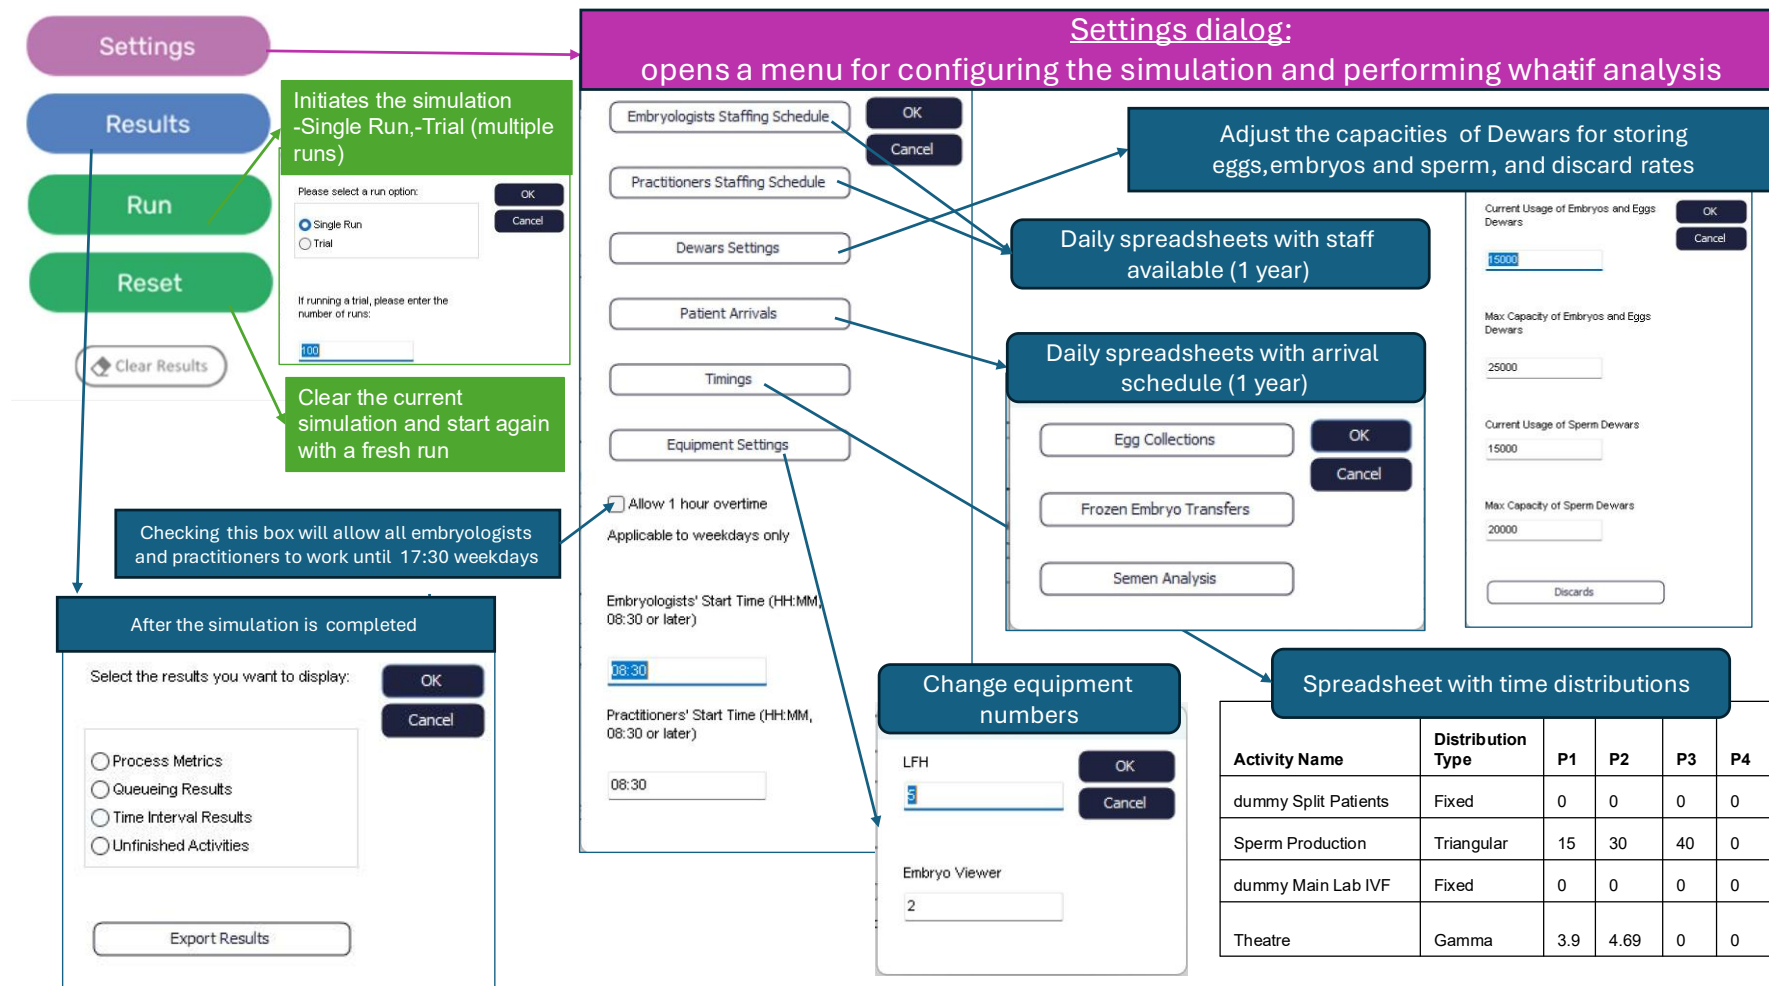 Settings
Results
Run
Reset
Clear Results
Initiates the simulation
-Single Run,-Trial (multiple
runs)
Please select a run option:
OK
Cancel
Single Run
Trial
If running a trial, please enter the
number of runs:
100
Clear the current
simulation and start again
with a fresh run
Checking this box will allow all embryologists
and practitioners to work until 17:30 weekdays
After the simulation is completed
Select the results you want to display:
OK
Cancel
Process Metrics
Queueing Results
Time Interval Results
Unfinished Activities
Export Results
Settings dialog:
opens a menu for configuring the simulation and performing what-if analysis
Embryologists Staffing Schedule
OK
Cancel
Practitioners Staffing Schedule
Dewars Settings
Patient Arrivals
Timings
Equipment Settings
Allow 1 hour overtime
Applicable to weekdays only
Embryologists' Start Time (HH:MM,
08:30 or later)
08:30
Practitioners' Start Time (HH:MM,
08:30 or later)
08:30
Adjust the capacities of Dewars for storing
eggs,embryos and sperm, and discard rates
Daily spreadsheets with staff
available (1 year)
Daily spreadsheets with arrival
schedule (1 year)
Egg Collections
OK
Cancel
Frozen Embryo Transfers
Semen Analysis
Current Usage of Embryos and Eggs
Dewars
OK
Cancel
15000
Max Capacity of Embryos and Eggs
Dewars
25000
Current Usage of Sperm Dewars
15000
Max Capacity of Sperm Dewars
20000
Discards
Change equipment
numbers
LFH
OK
Cancel
5
Embryo Viewer
2
Spreadsheet with time distributions
Activity Name Distribution Type P1 P2 P3 P4
dummy Split Patients Fixed 0 0 0 0
Sperm Production Triangular 15 30 40 0
dummy Main Lab IVF Fixed 0 0 0 0
Theatre Gamma 3.9 4.69 0 0